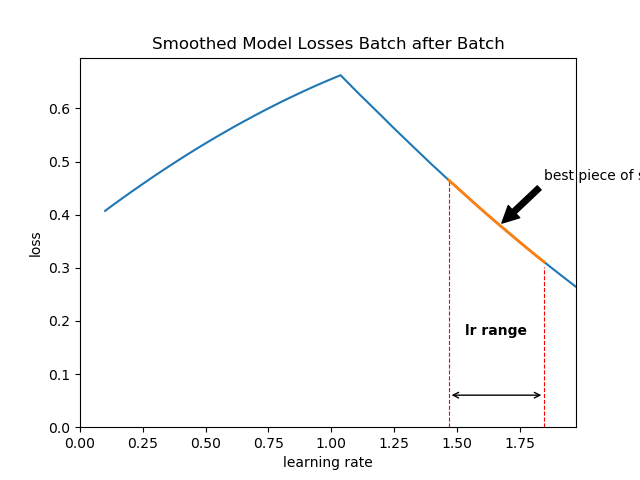 Smoothed Model Losses Batch after Batch
0.6
0.5
0.4
0.3
0.2
0.1
0.0
loss
best piece of
lr range
0.00 0.25 0.50 0.75 1.00 1.25 1.50 1.75
learning rate